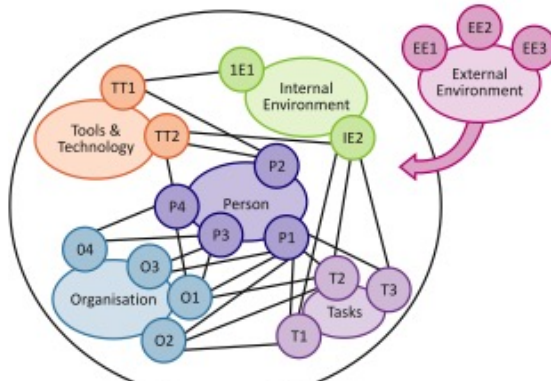 EE2
EE1
EE3
External
Environment
1E1
Internal
Environment
TT1
Tools &
Technology
TT2
IE2
P2
P4
Person
P3
P1
04
O3
Organisation
O1
O2
T2
T3
Tasks
T1